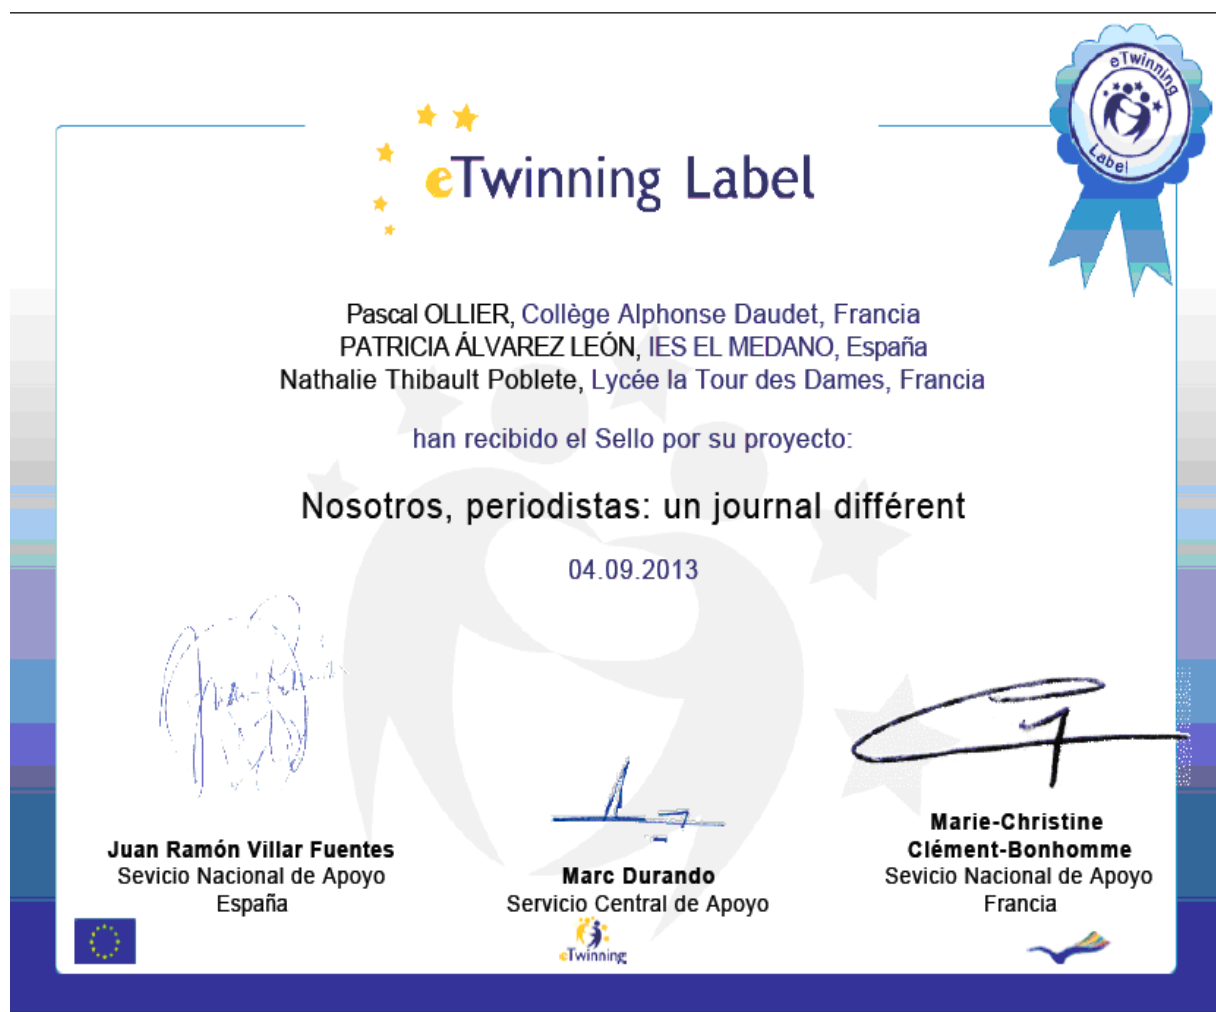 eTwinning
Label
eTwinning Label
Pascal OLLIER, Collège Alphonse Daudet, Francia
PATRICIA ÁLVAREZ LEÓN, IES EL MEDANO, España
Nathalie Thibault Poblete, Lycée la Tour des Dames, Francia
han recibido el Sello por su proyecto:
Nosotros, periodistas: un journal différent
04.09.2013
Juan Ramón Villar Fuentes
Sevicio Nacional de Apoyo
España
Marc Durando
Servicio Central de Apoyo
eTwinning
Marie-Christine
Clément-Bonhomme
Sevicio Nacional de Apoyo
Francia